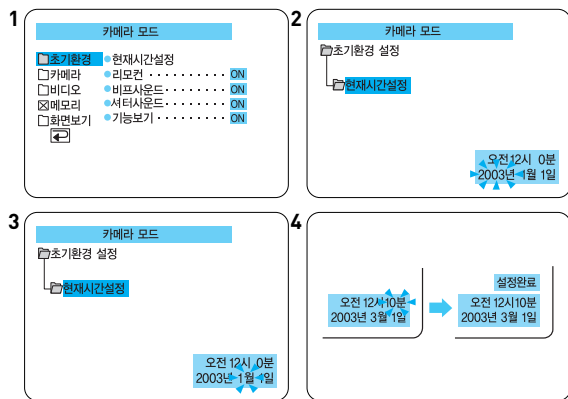 1
카메라 모드
초기환경 현재시간설정
카메라 리모컨 ········· ON
비디오 비프사운드 ······· ON
메모리 셔터사운드 ······· ON
화면보기 기능보기 ········ ON
2
카메라 모드
초기환경 설정
현재시간설정
오전12시 0분
2003년 1월 1일
3
카메라 모드
초기환경 설정
현재시간설정
오전 12시 0분
2003년 1월 1일
4
오전 12시10분
2003년 3월 1일
설정완료
오전 12시10분
2003년 3월 1일